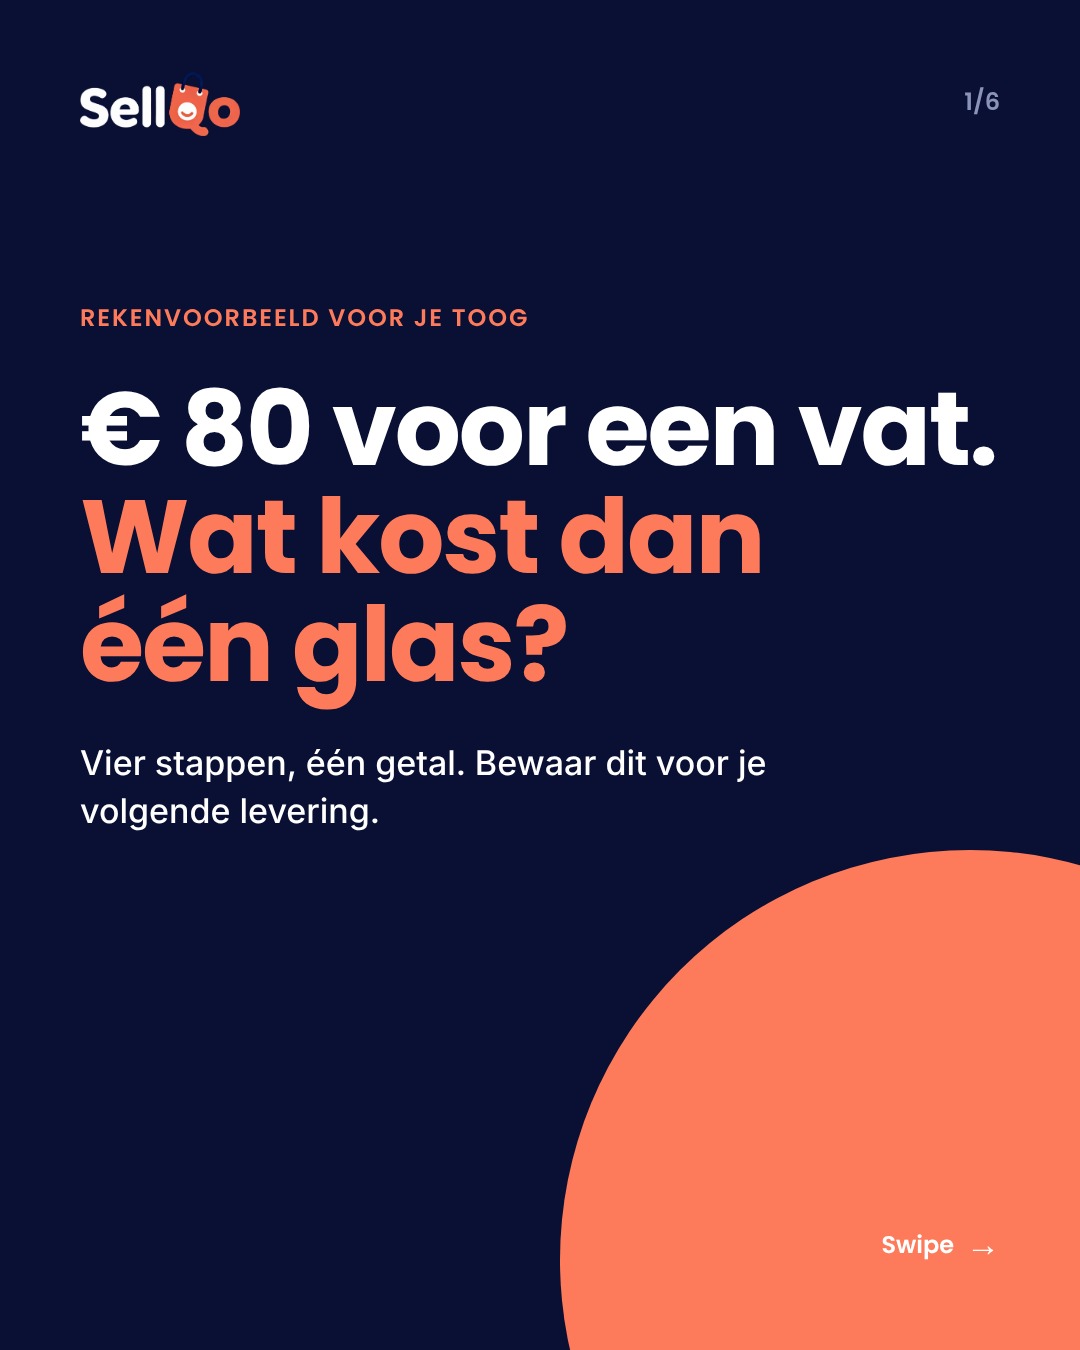 SellQo
1/6
REKENVOORBEELD VOOR JE TOOG
€ 80 voor een vat.
Wat kost dan
één glas?
Vier stappen, één getal. Bewaar dit voor je
volgende levering.
Swipe →